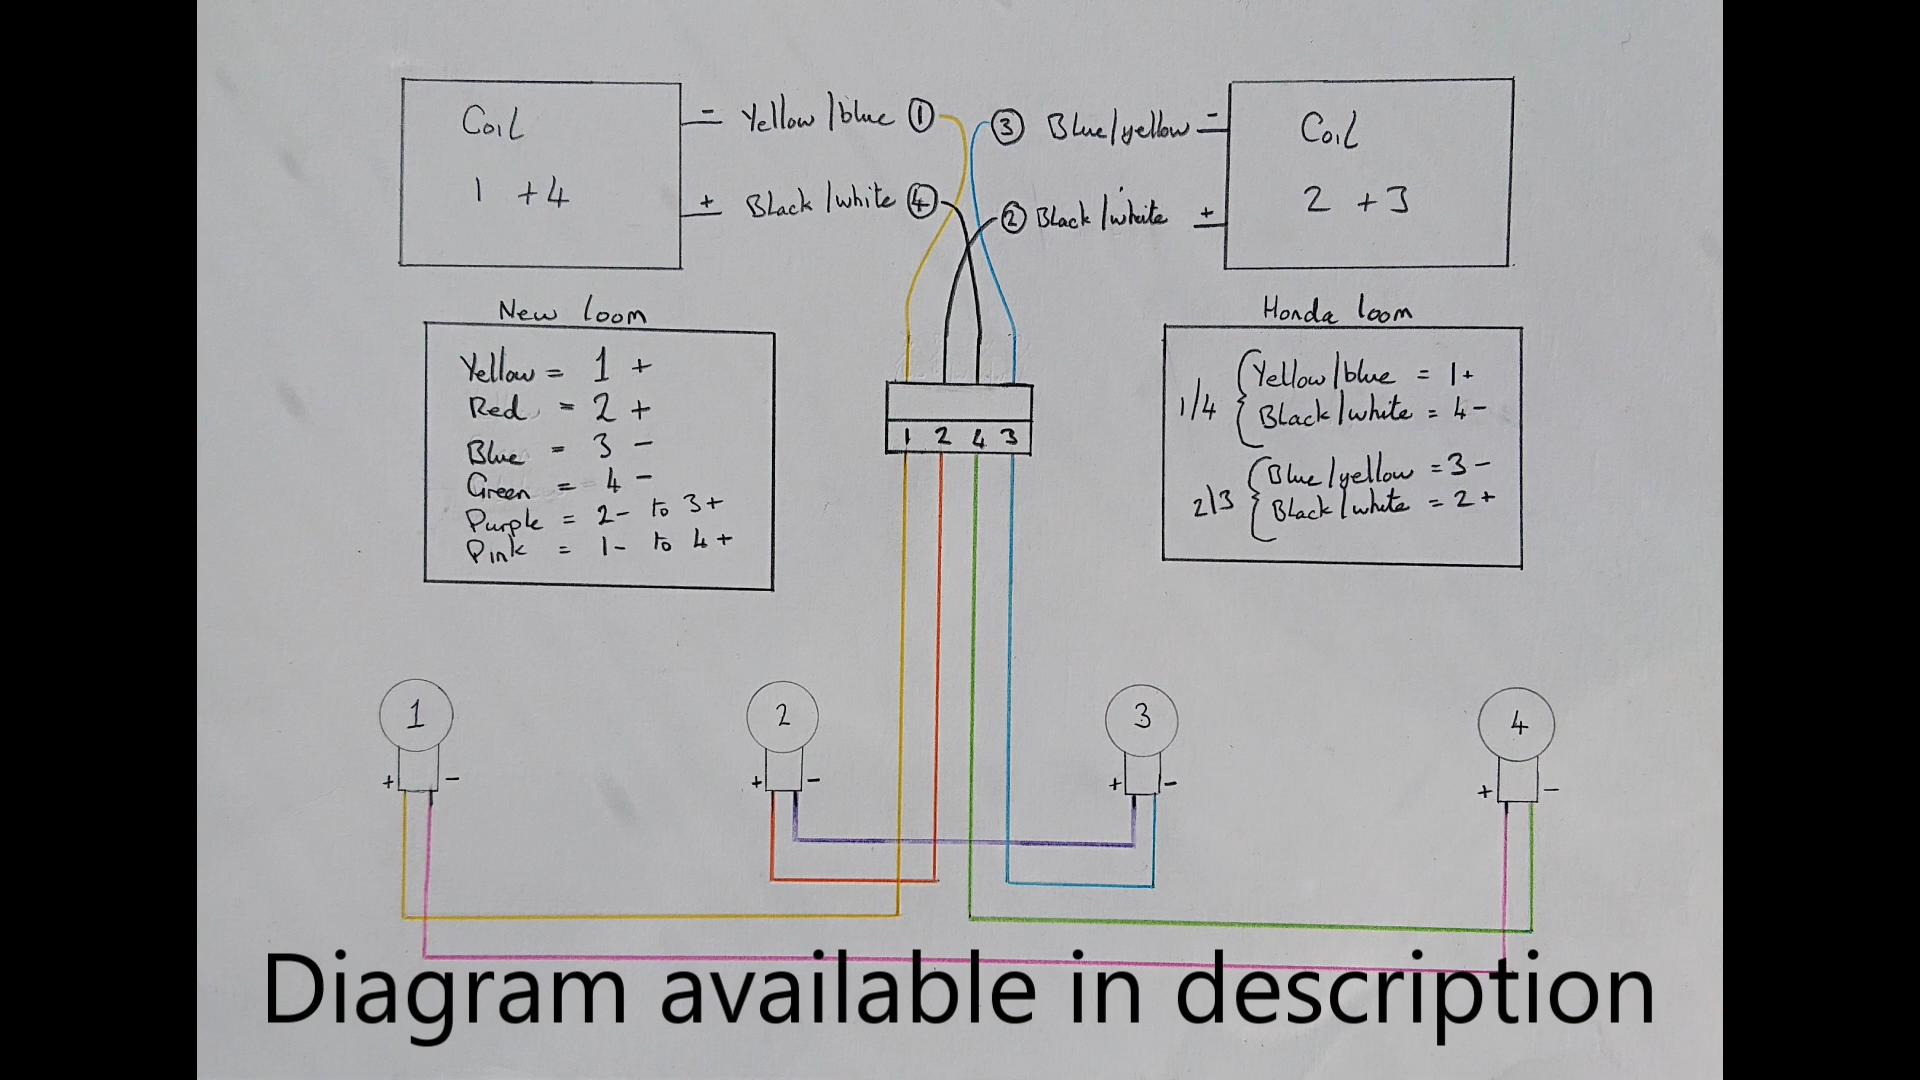 Coil
1 + 4
- Yellow/blue ①
+ Black/white ④
③ Blue/yellow -
② Black/white +
Coil
2 + 3
New loom
Yellow = 1 +
Red = 2 +
Blue = 3 -
Green = 4 -
Purple = 2- to 3+
Pink = 1- to 4+
Honda loom
1/4 { Yellow/blue = 1+
Black/white = 4-
2/3 { Blue/yellow = 3-
Black/white = 2+
1 2 4 3
1
+ -
2
+ -
3
+ -
4
+ -
Diagram available in description